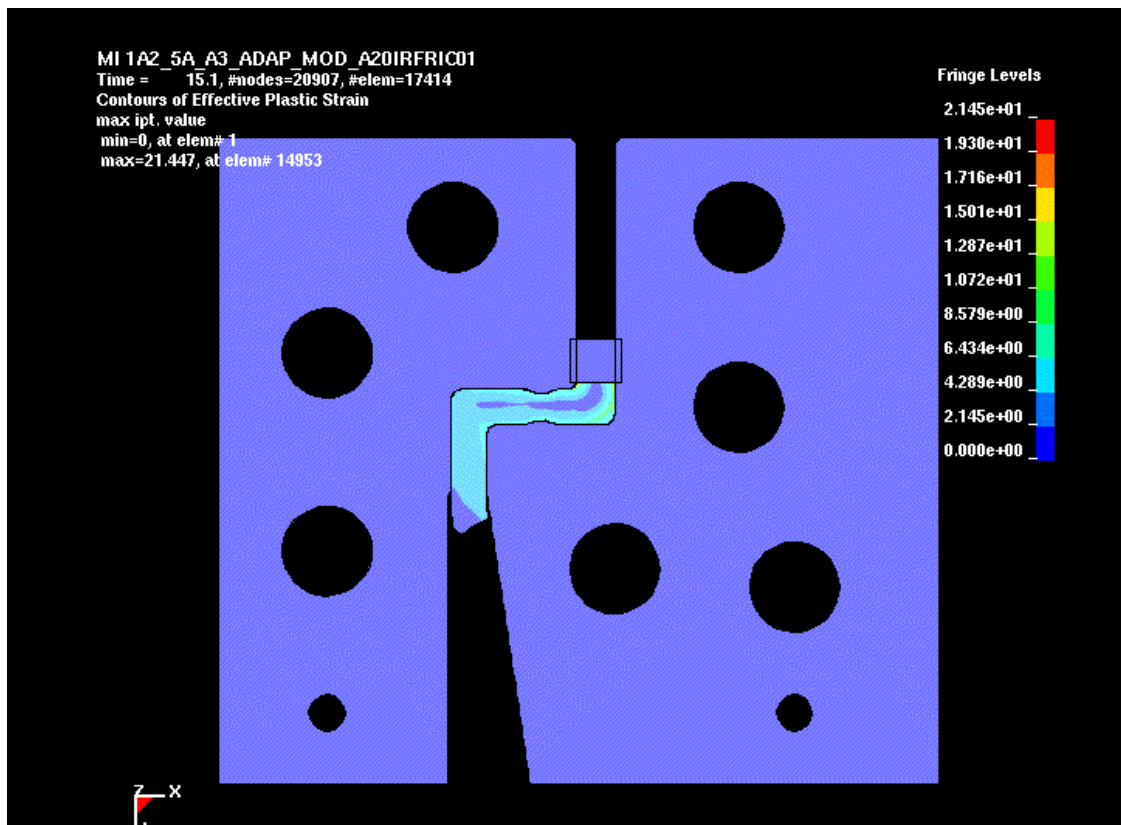 MI 1A2_5A_A3_ADAP_MOD_A20IRFRIC01
Time = 15.1, #nodes=20907, #elem=17414
Contours of Effective Plastic Strain
max ipt. value
min=0, at elem# 1
max=21.447, at elem# 14953
Fringe Levels
2.145e+01
1.930e+01
1.716e+01
1.501e+01
1.287e+01
1.072e+01
8.579e+00
6.434e+00
4.289e+00
2.145e+00
0.000e+00
Z X